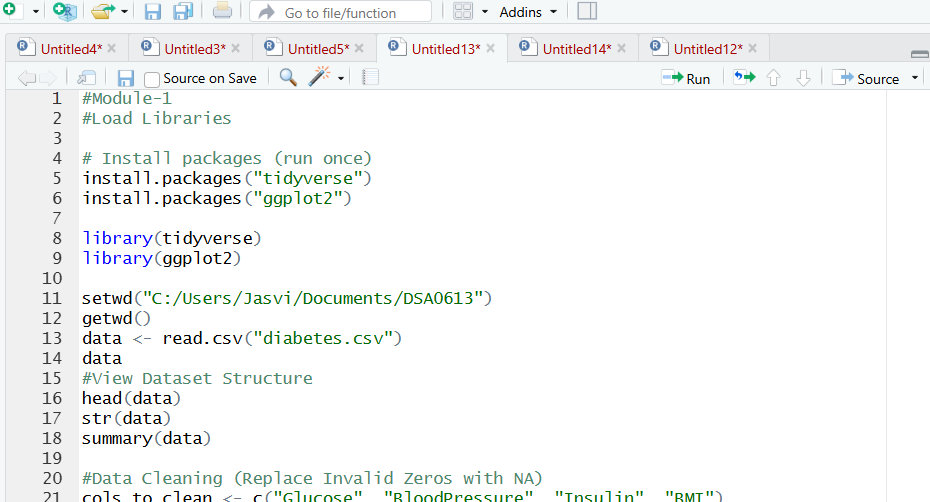 Go to file/function
Addins
Untitled4* Untitled3* Untitled5* Untitled13* Untitled14* Untitled12*
Source on Save Run Source
1 #Module-1
2 #Load Libraries
3
4 # Install packages (run once)
5 install.packages("tidyverse")
6 install.packages("ggplot2")
7
8 library(tidyverse)
9 library(ggplot2)
10
11 setwd("C:/Users/Jasvi/Documents/DSA0613")
12 getwd()
13 data <- read.csv("diabetes.csv")
14 data
15 #View Dataset Structure
16 head(data)
17 str(data)
18 summary(data)
19
20 #Data Cleaning (Replace Invalid Zeros with NA)
21 cols_to_clean <- c("Glucose", "BloodPressure", "Insulin", "BMI")